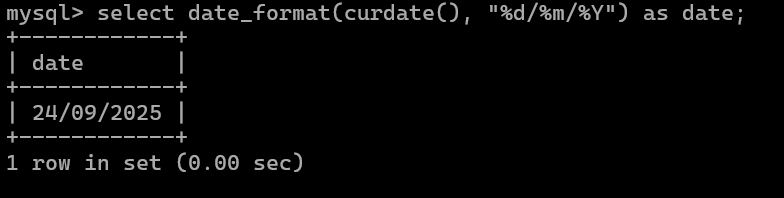 mysql> select date_format(curdate(), "%d/%m/%Y") as date;
+------------+
| date       |
+------------+
| 24/09/2025 |
+------------+
1 row in set (0.00 sec)